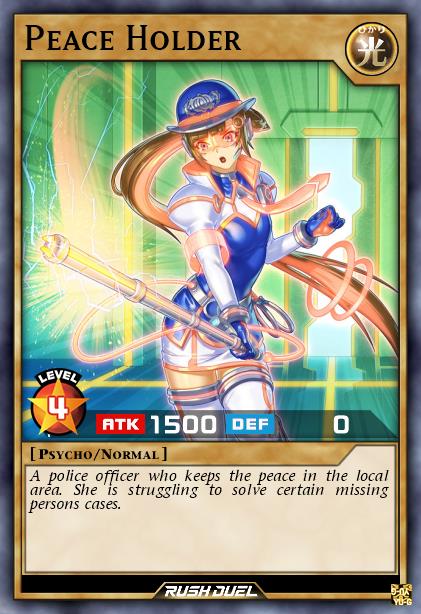 PEACE HOLDER
ひかり
光
LEVEL
4
ATK 1500 DEF 0
[PSYCHO/NORMAL]
A police officer who keeps the peace in the local
area. She is struggling to solve certain missing
persons cases.
RUSH DUEL